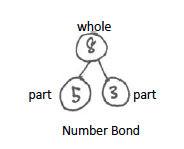 whole
8
part 5 3 part
Number Bond